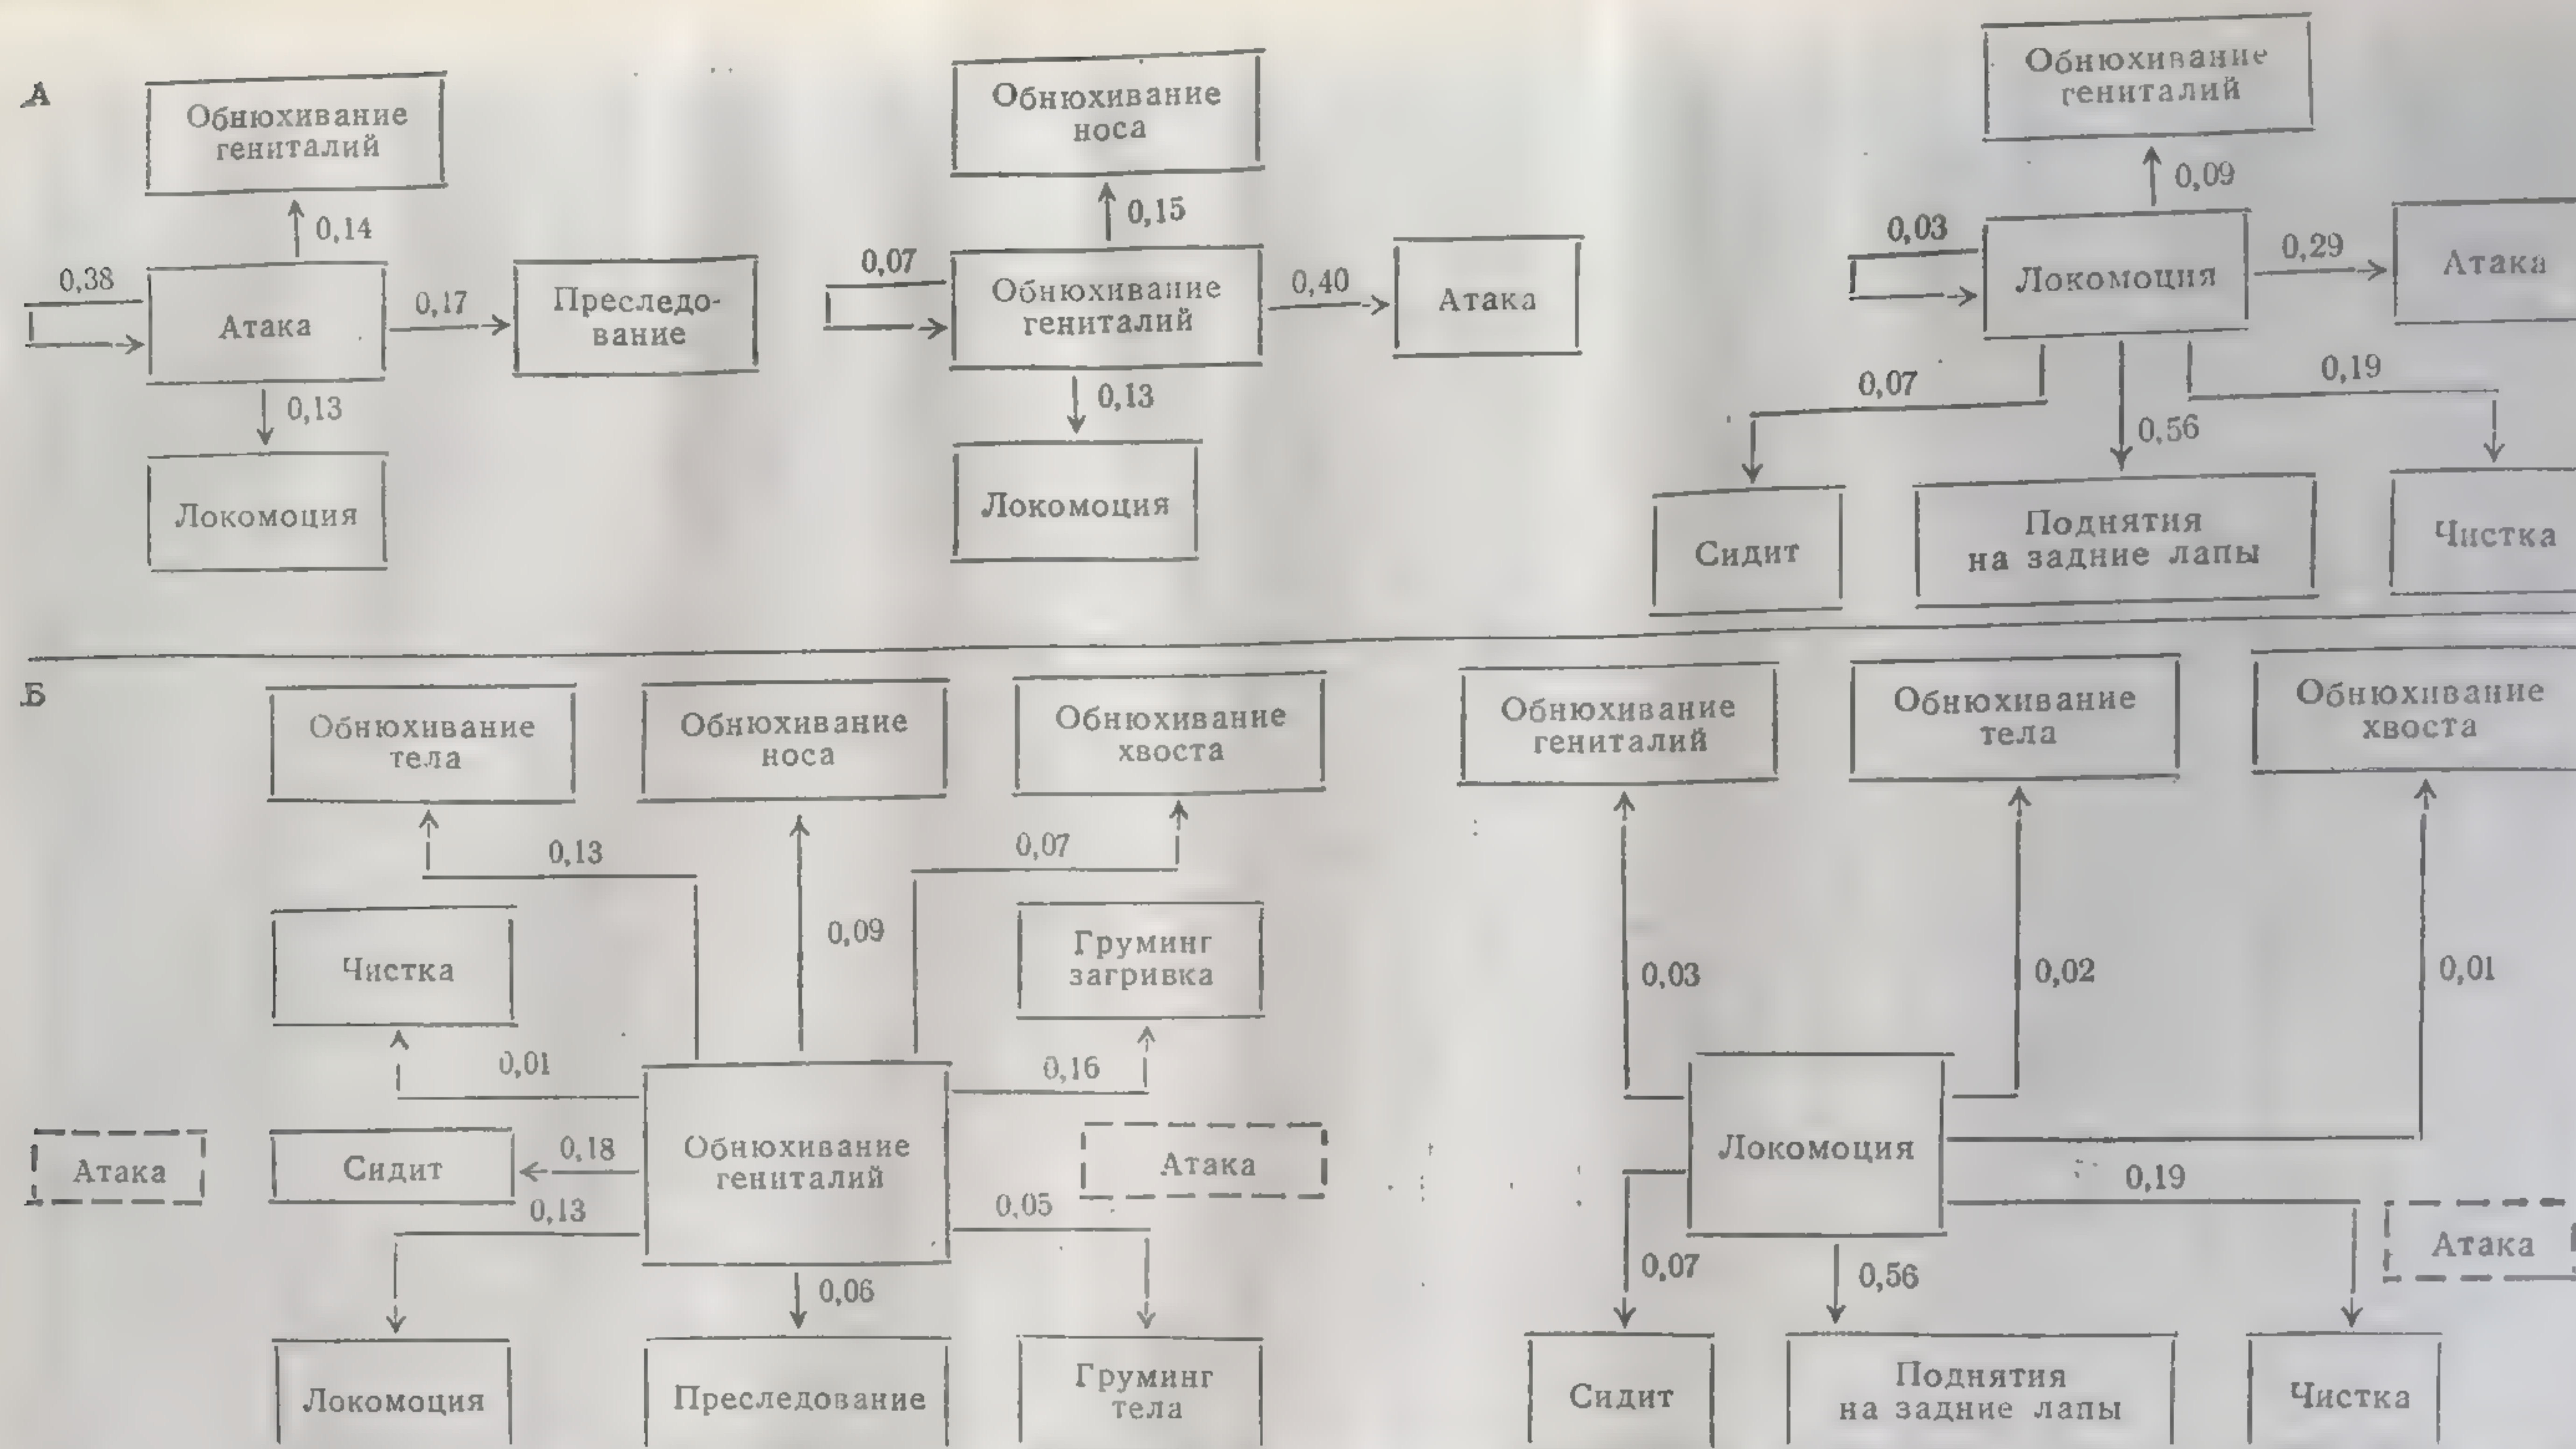 А
Обнюхивание
гениталий
0,14
0,38
Атака
0,17
Преследо-
вание
0,13
Локомоция
Обнюхивание
носа
0,15
0,07
Обнюхивание
гениталий
0,40
Атака
0,13
Локомоция
Обнюхивание
гениталий
0,09
0,03
Локомоция
0,29
Атака
0,07
0,56
0,19
Сидит
Поднятия
на задние лапы
Чистка
Б
Обнюхивание
тела
Обнюхивание
носа
Обнюхивание
хвоста
0,13
0,09
0,07
Чистка
Груминг
загривка
0,01
0,16
Атака
Сидит
0,18
Обнюхивание
гениталий
Атака
0,13
0,05
0,06
Локомоция
Преследование
Груминг
тела
Обнюхивание
гениталий
Обнюхивание
тела
Обнюхивание
хвоста
0,03
0,02
0,01
Локомоция
0,19
Атака
0,07
0,56
Сидит
Поднятия
на задние лапы
Чистка